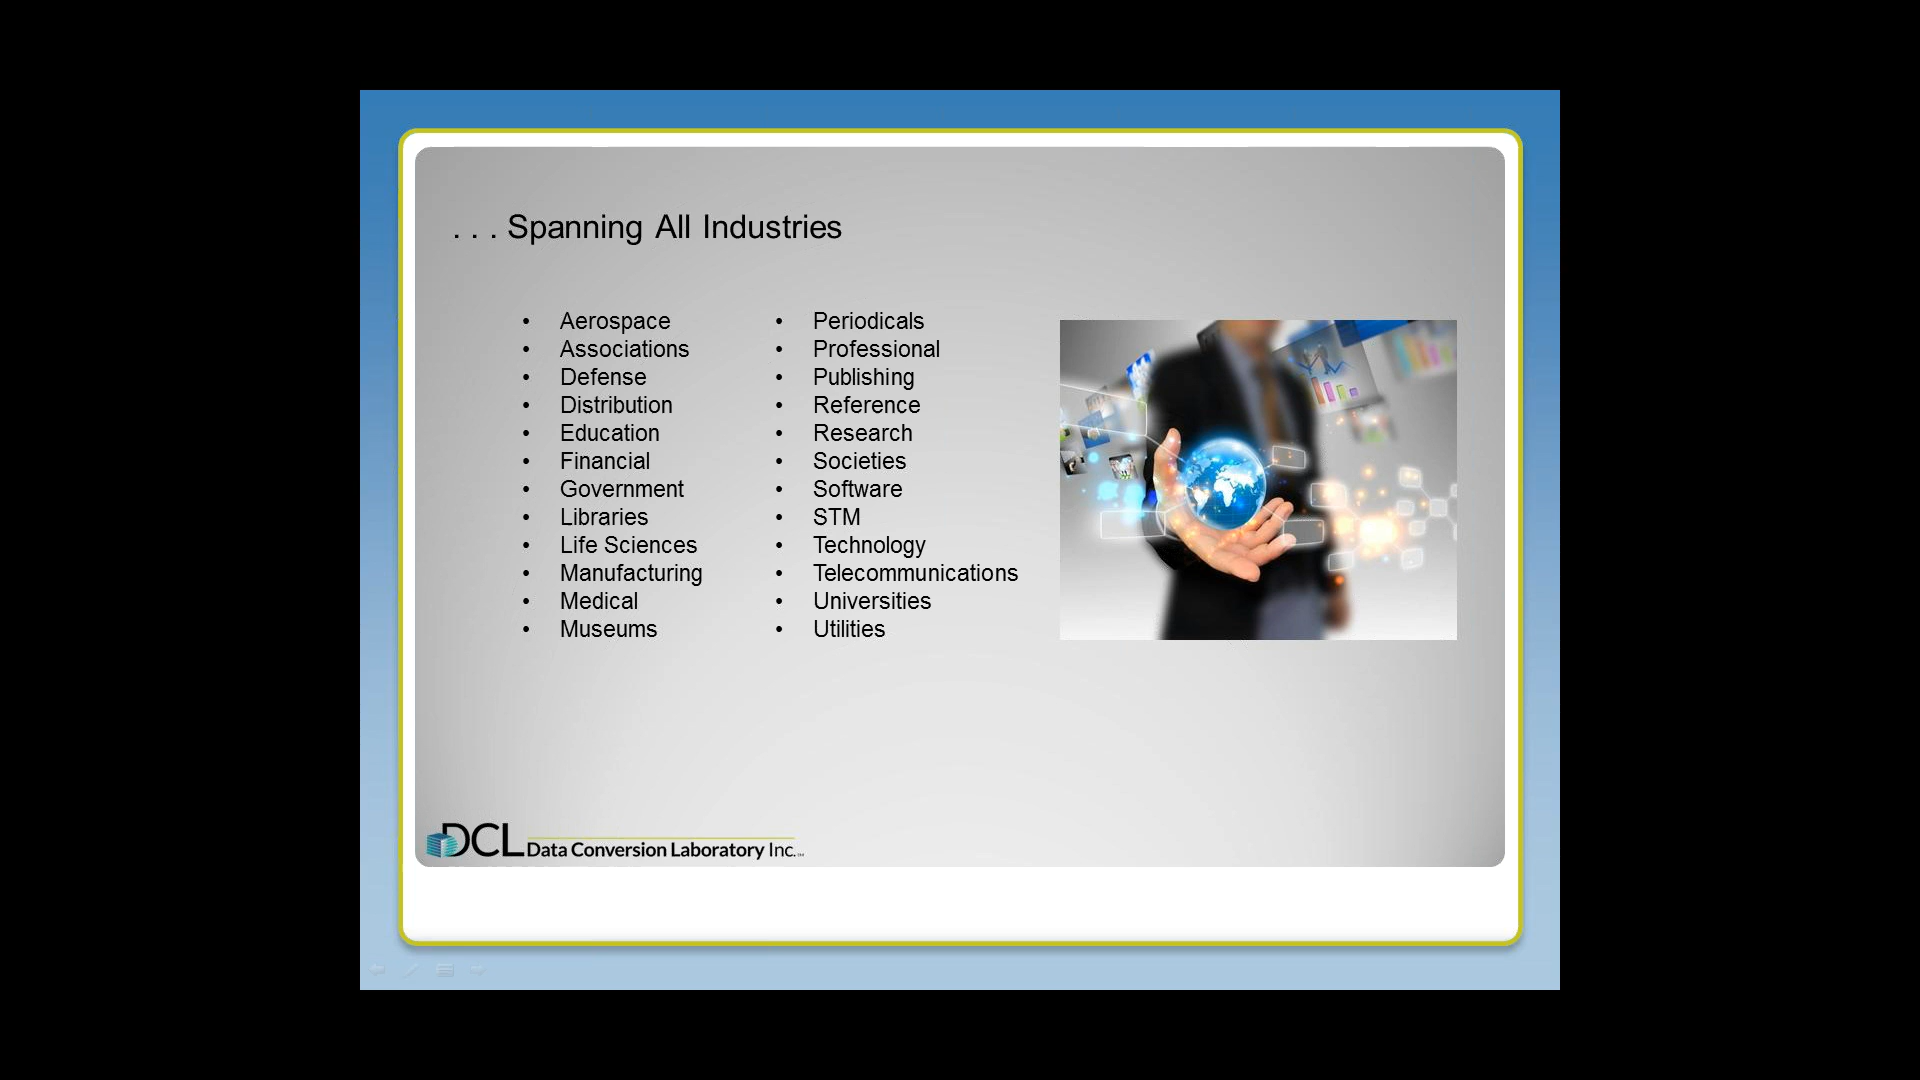 . . . Spanning All Industries
• Aerospace
• Associations
• Defense
• Distribution
• Education
• Financial
• Government
• Libraries
• Life Sciences
• Manufacturing
• Medical
• Museums
• Periodicals
• Professional
• Publishing
• Reference
• Research
• Societies
• Software
• STM
• Technology
• Telecommunications
• Universities
• Utilities
DCL Data Conversion Laboratory Inc.™